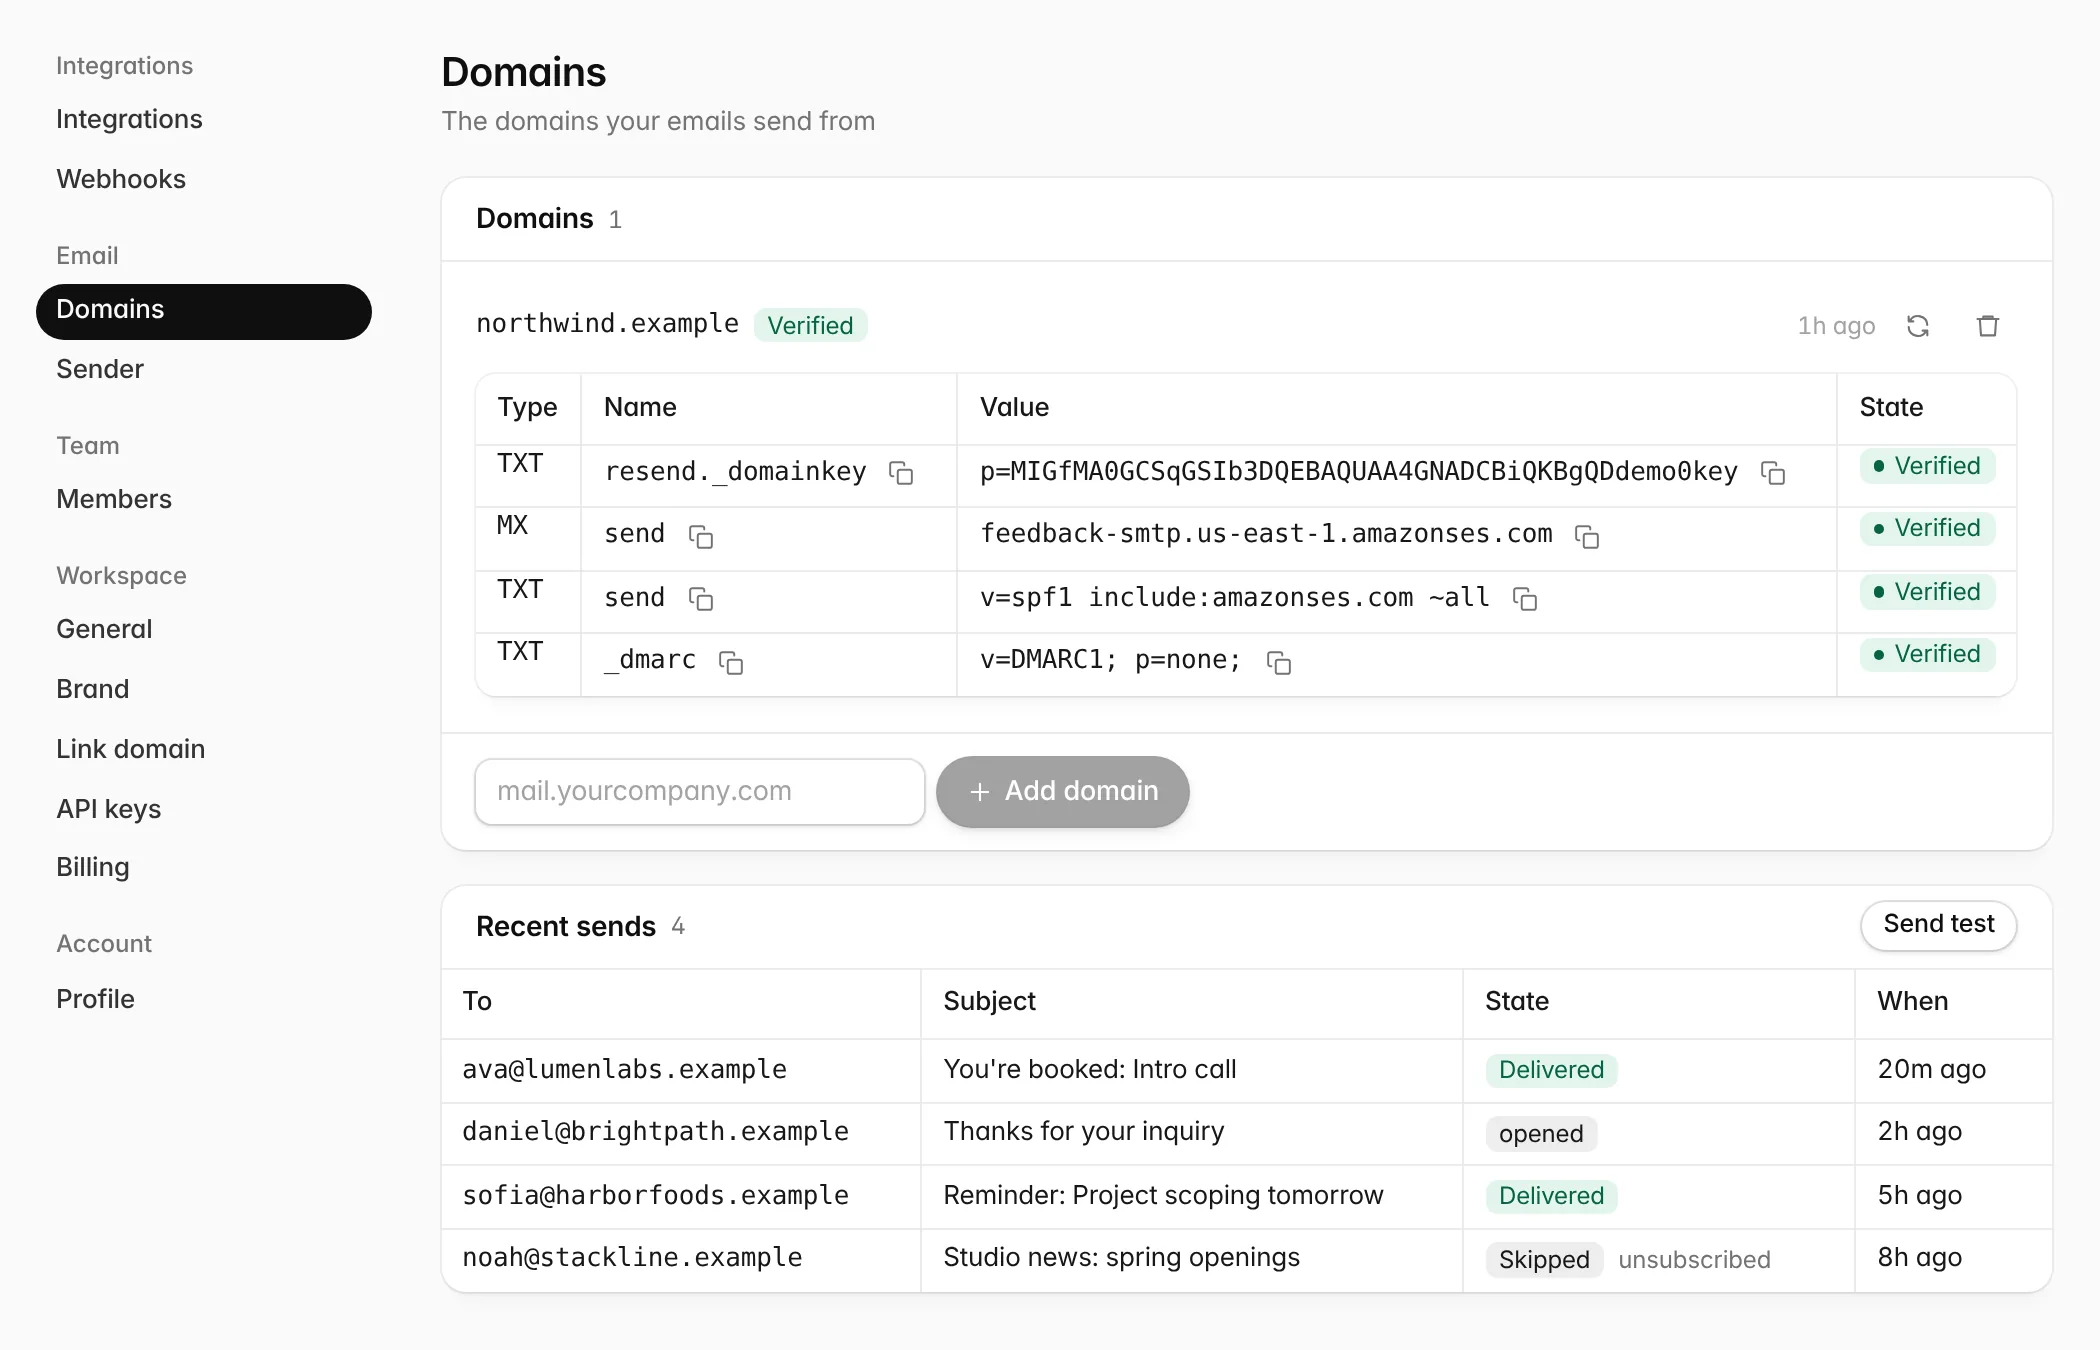 Integrations
Integrations
Webhooks
Email
Domains
Sender
Team
Members
Workspace
General
Brand
Link domain
API keys
Billing
Account
Profile
Domains
The domains your emails send from
Domains 1
northwind.example Verified 1h ago
Type Name Value State
TXT resend._domainkey p=MIGfMA0GCSqGSIb3DQEBAQUAA4GNADCBiQKBgQDdemo0key Verified
MX send feedback-smtp.us-east-1.amazonses.com Verified
TXT send v=spf1 include:amazonses.com ~all Verified
TXT _dmarc v=DMARC1; p=none; Verified
mail.yourcompany.com + Add domain
Recent sends 4 Send test
To Subject State When
ava@lumenlabs.example You're booked: Intro call Delivered 20m ago
daniel@brightpath.example Thanks for your inquiry opened 2h ago
sofia@harborfoods.example Reminder: Project scoping tomorrow Delivered 5h ago
noah@stackline.example Studio news: spring openings Skipped unsubscribed 8h ago